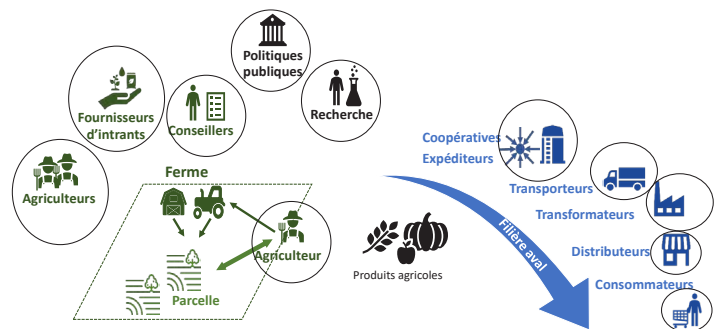 Politiques
publiques
Recherche
Fournisseurs
d'intrants
Conseillers
Agriculteurs
Ferme
Agriculteur
Parcelle
Produits agricoles
Filière aval
Coopératives
Expéditeurs
Transporteurs
Transformateurs
Distributeurs
Consommateurs